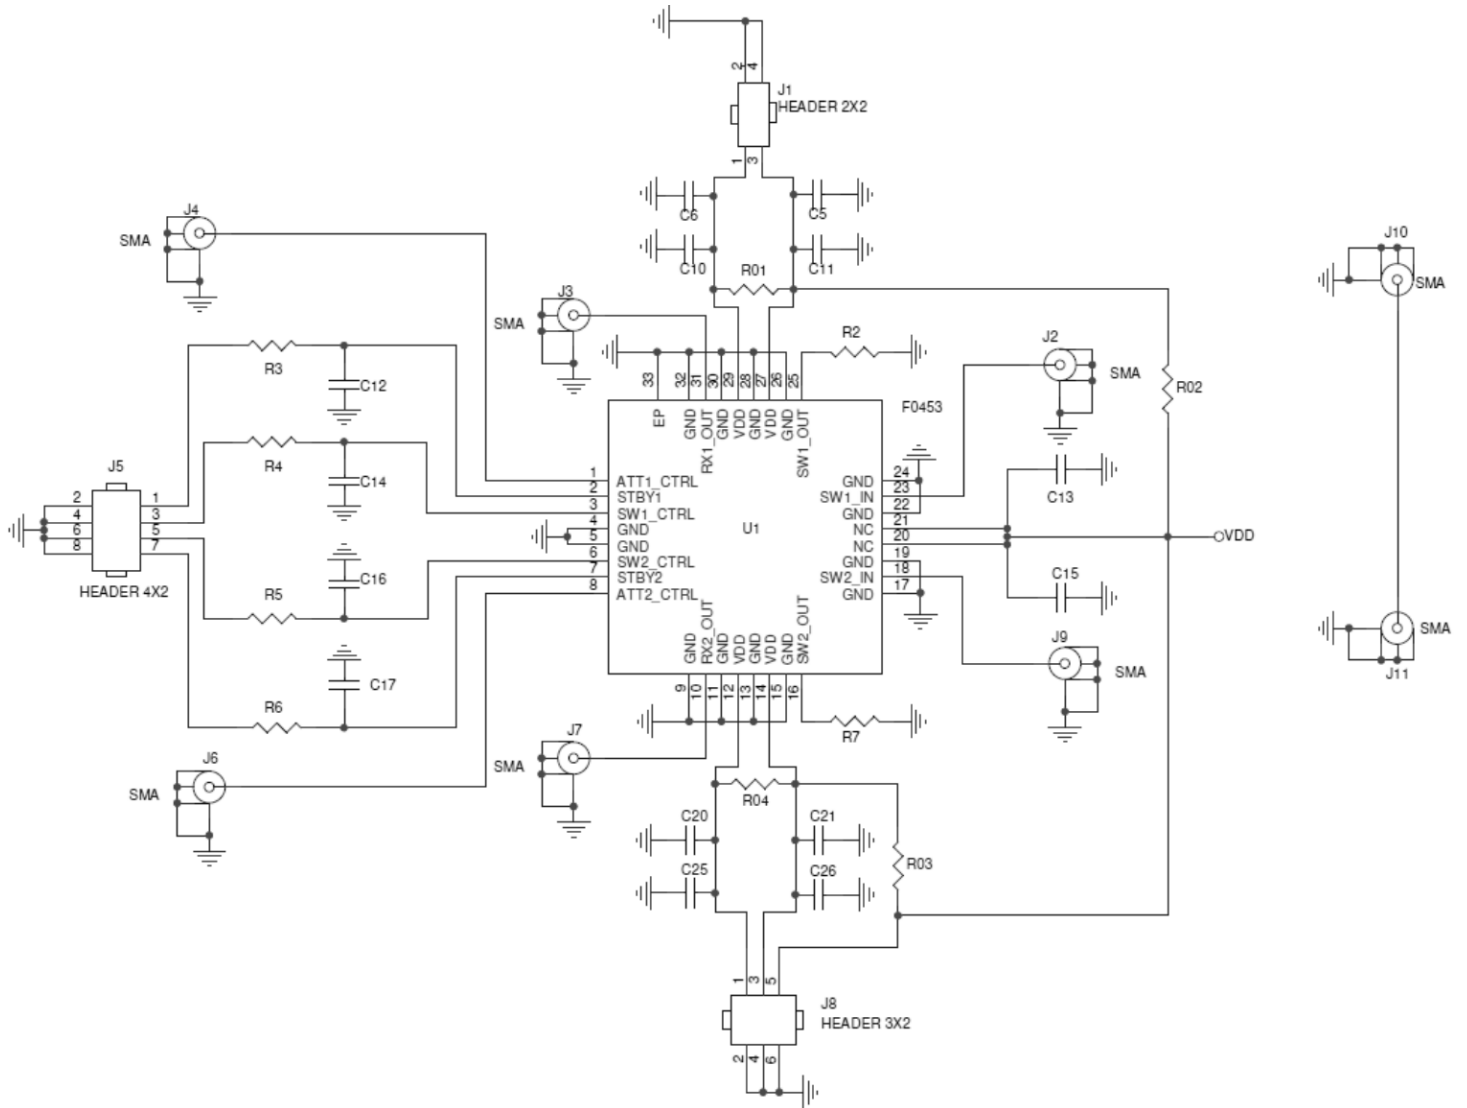 2
4
J1
HEADER 2X2
1
3
C6
C5
C10
C11
R01
J4
SMA
J3
SMA
R2
J10
SMA
J2
SMA
R02
R3
C12
33
32
31
30
29
28
27
26
25
F0453
EP
GND
RX1_OUT
GND
VDD
GND
VDD
GND
SW1_OUT
R4
C14
J5
2
4
6
8
1
3
5
7
HEADER 4X2
1
2
3
4
5
6
7
8
ATT1_CTRL
STBY1
SW1_CTRL
GND
GND
SW2_CTRL
STBY2
ATT2_CTRL
U1
GND
SW1_IN
GND
NC
NC
GND
SW2_IN
GND
24
23
22
21
20
19
18
17
C13
VDD
C15
C16
R5
GND
RX2_OUT
GND
VDD
GND
VDD
GND
SW2_OUT
9
10
11
12
13
14
15
16
J9
SMA
SMA
J11
C17
R6
R7
J7
SMA
J6
SMA
R04
C20
C21
C25
C26
R03
1
3
5
J8
HEADER 3X2
2
4
6